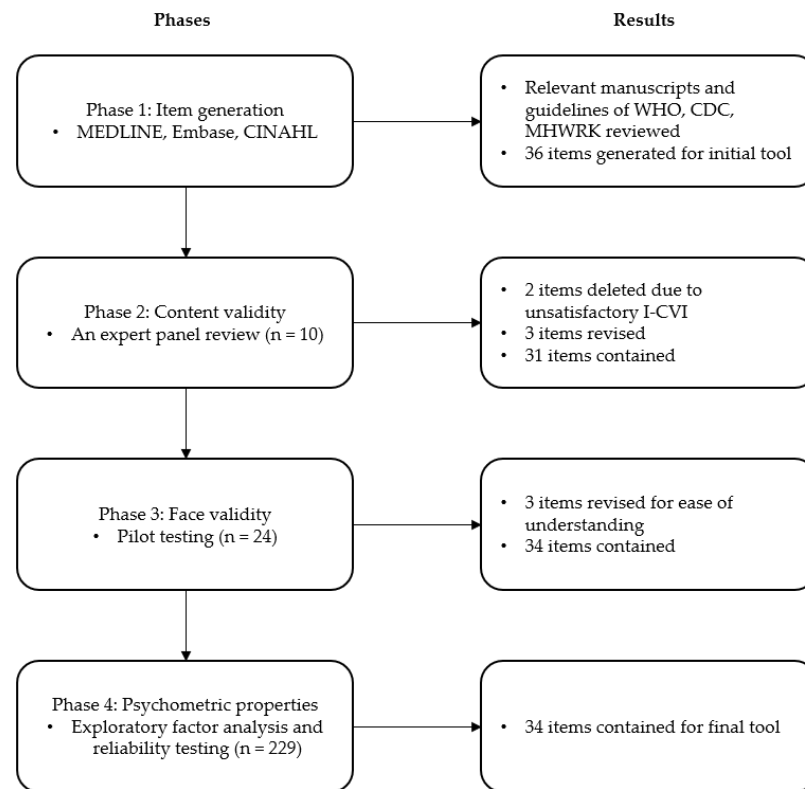 Phases
Results
Phase 1: Item generation
• MEDLINE, Embase, CINAHL
• Relevant manuscripts and
guidelines of WHO, CDC,
MHWRK reviewed
• 36 items generated for initial tool
Phase 2: Content validity
• An expert panel review (n = 10)
• 2 items deleted due to
unsatisfactory I-CVI
• 3 items revised
• 31 items contained
Phase 3: Face validity
• Pilot testing (n = 24)
• 3 items revised for ease of
understanding
• 34 items contained
Phase 4: Psychometric properties
• Exploratory factor analysis and
reliability testing (n = 229)
• 34 items contained for final tool